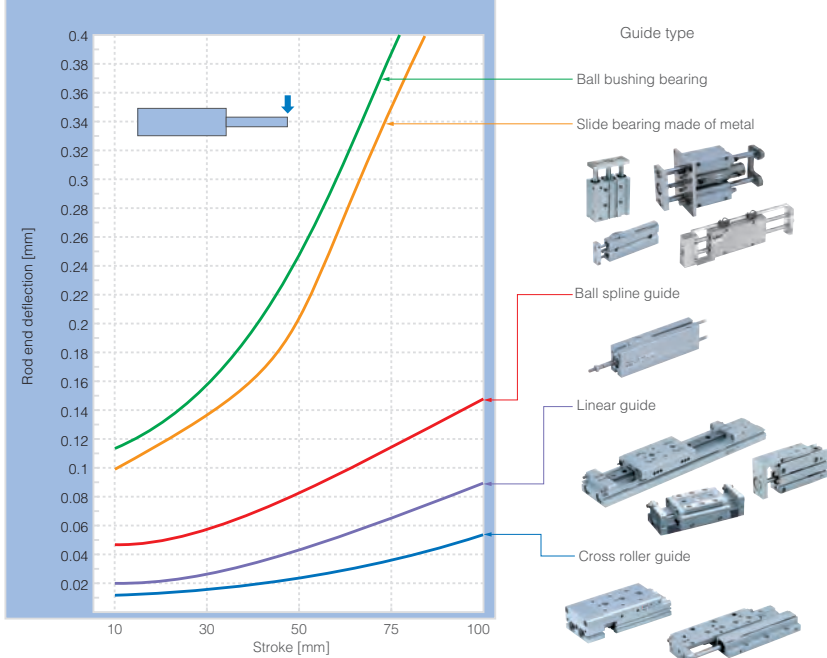 Guide type
0.4
0.38
0.36
0.34
0.32
0.3
0.28
0.26
0.24
0.22
0.2
0.18
0.16
0.14
0.12
0.1
0.08
0.06
0.04
0.02
Rod end deflection [mm]
10 30 50 75 100
Stroke [mm]
Ball bushing bearing
Slide bearing made of metal
Ball spline guide
Linear guide
Cross roller guide